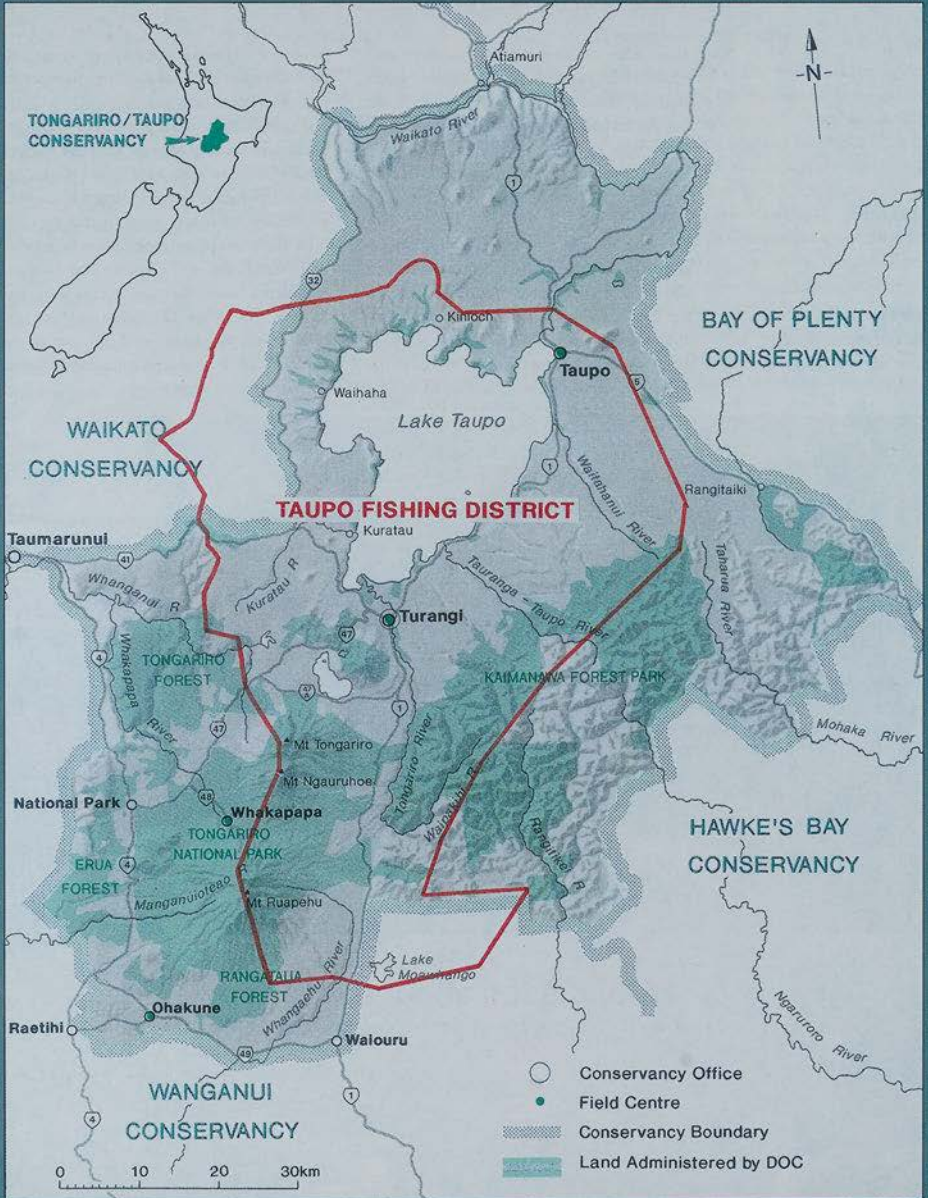 Atiamuri
-N-
TONGARIRO/TAUPO
CONSERVANCY
Waikato River
1
32
Kinloch
BAY OF PLENTY
CONSERVANCY
Taupo
5
Waihaha
Lake Taupo
WAIKATO
CONSERVANCY
1
Waitahanui River
Rangitaiki
TAUPO FISHING DISTRICT
Kuratau
Taumarunui
41
Whanganui R
Kuratau R
Tauranga - Taupo River
Taharua River
Turangi
47
4
Whakapapa
River
TONGARIRO
FOREST
KAIMANAWA FOREST PARK
47
A
1
47
Mohaka River
Mt Tongariro
Tongariro River
Mt Ngauruhoe
National Park
48
Whakapapa
Waipakihi R
TONGARIRO
NATIONAL PARK
Rangitikei R
HAWKE'S BAY
CONSERVANCY
4
ERUA
FOREST
Manganuioteao
Mt Ruapehu
Lake
Moawhango
RANGATAUA
FOREST
Whangaehu River
Ohakune
Raetihi
Waiouru
49
Ngaruroro River
WANGANUI
CONSERVANCY
1
4
Conservancy Office
Field Centre
Conservancy Boundary
Land Administered by DOC
0 10 20 30km